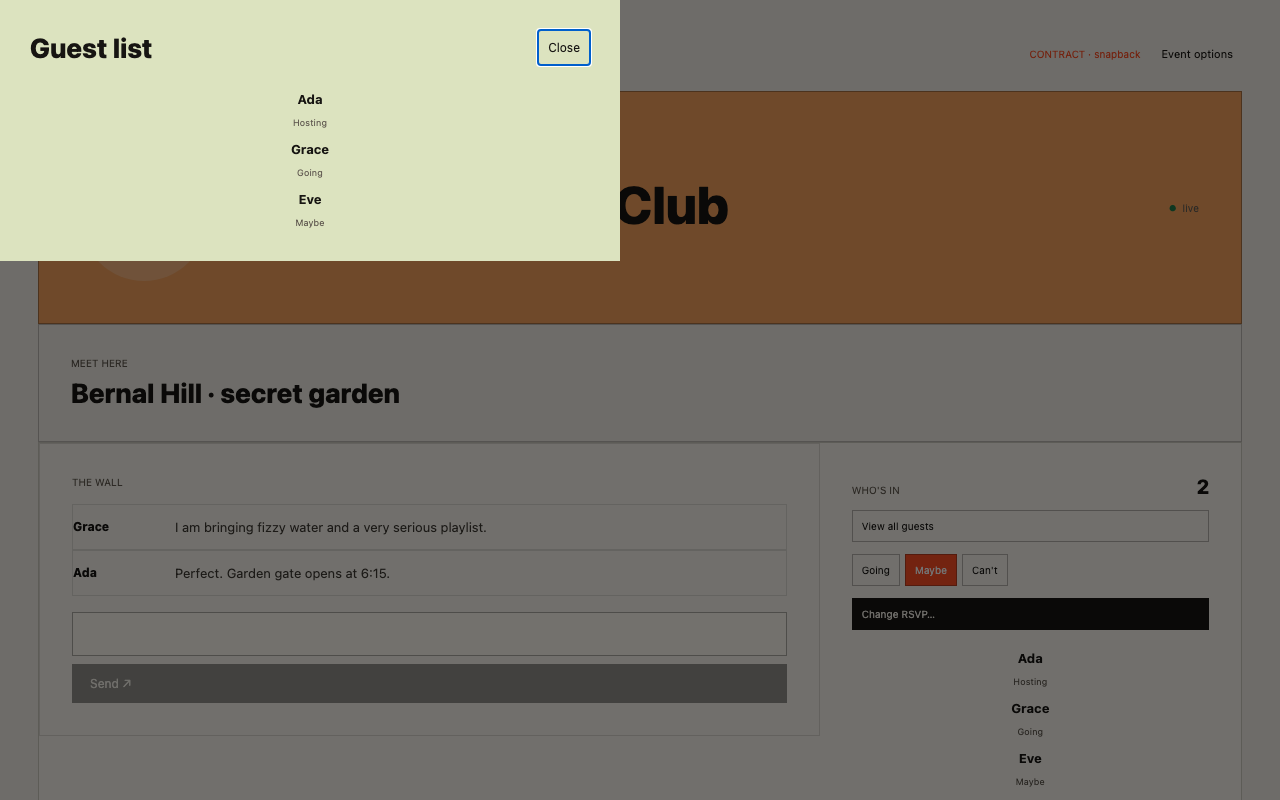 Guest list
Close
Ada
Hosting
Grace
Going
Eve
Maybe
CONTRACT · snapback
Event options
Club
live
MEET HERE
Bernal Hill · secret garden
THE WALL
Grace
I am bringing fizzy water and a very serious playlist.
Ada
Perfect. Garden gate opens at 6:15.
Send ↗
WHO'S IN
2
View all guests
Going
Maybe
Can't
Change RSVP...
Ada
Hosting
Grace
Going
Eve
Maybe